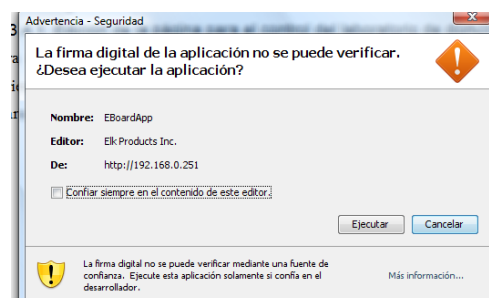 Advertencia - Seguridad
La firma digital de la aplicación no se puede verificar.
¿Desea ejecutar la aplicación?
Nombre: EBoardApp
Editor: Elk Products Inc.
De: http://192.168.0.251
Confiar siempre en el contenido de este editor.
Ejecutar Cancelar
La firma digital no se puede verificar mediante una fuente de
confianza. Ejecute esta aplicación solamente si confía en el
desarrollador.
Más información...